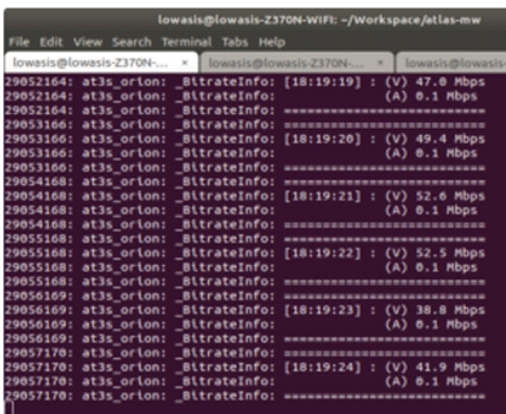 lowasis@lowasis-Z370N-WIFI: ~/Workspace/atlas-mw
File Edit View Search Terminal Tabs Help
lowasis@lowasis-Z370N-... × lowasis@lowasis-Z370N-... × lowasis@lowasis-
29052164: at3s_orion: _BitrateInfo: [18:19:19] : (V) 47.0 Mbps
29052164: at3s_orion: _BitrateInfo: (A) 0.1 Mbps
29052164: at3s_orion: _BitrateInfo: ==============================
29053166: at3s_orion: _BitrateInfo: ==============================
29053166: at3s_orion: _BitrateInfo: [18:19:20] : (V) 49.4 Mbps
29053166: at3s_orion: _BitrateInfo: (A) 0.1 Mbps
29053166: at3s_orion: _BitrateInfo: ==============================
29054168: at3s_orion: _BitrateInfo: ==============================
29054168: at3s_orion: _BitrateInfo: [18:19:21] : (V) 52.6 Mbps
29054168: at3s_orion: _BitrateInfo: (A) 0.1 Mbps
29054168: at3s_orion: _BitrateInfo: ==============================
29055168: at3s_orion: _BitrateInfo: ==============================
29055168: at3s_orion: _BitrateInfo: [18:19:22] : (V) 52.5 Mbps
29055168: at3s_orion: _BitrateInfo: (A) 0.1 Mbps
29055168: at3s_orion: _BitrateInfo: ==============================
29056169: at3s_orion: _BitrateInfo: ==============================
29056169: at3s_orion: _BitrateInfo: [18:19:23] : (V) 38.8 Mbps
29056169: at3s_orion: _BitrateInfo: (A) 0.1 Mbps
29056169: at3s_orion: _BitrateInfo: ==============================
29057170: at3s_orion: _BitrateInfo: ==============================
29057170: at3s_orion: _BitrateInfo: [18:19:24] : (V) 41.9 Mbps
29057170: at3s_orion: _BitrateInfo: (A) 0.1 Mbps
29057170: at3s_orion: _BitrateInfo: ==============================